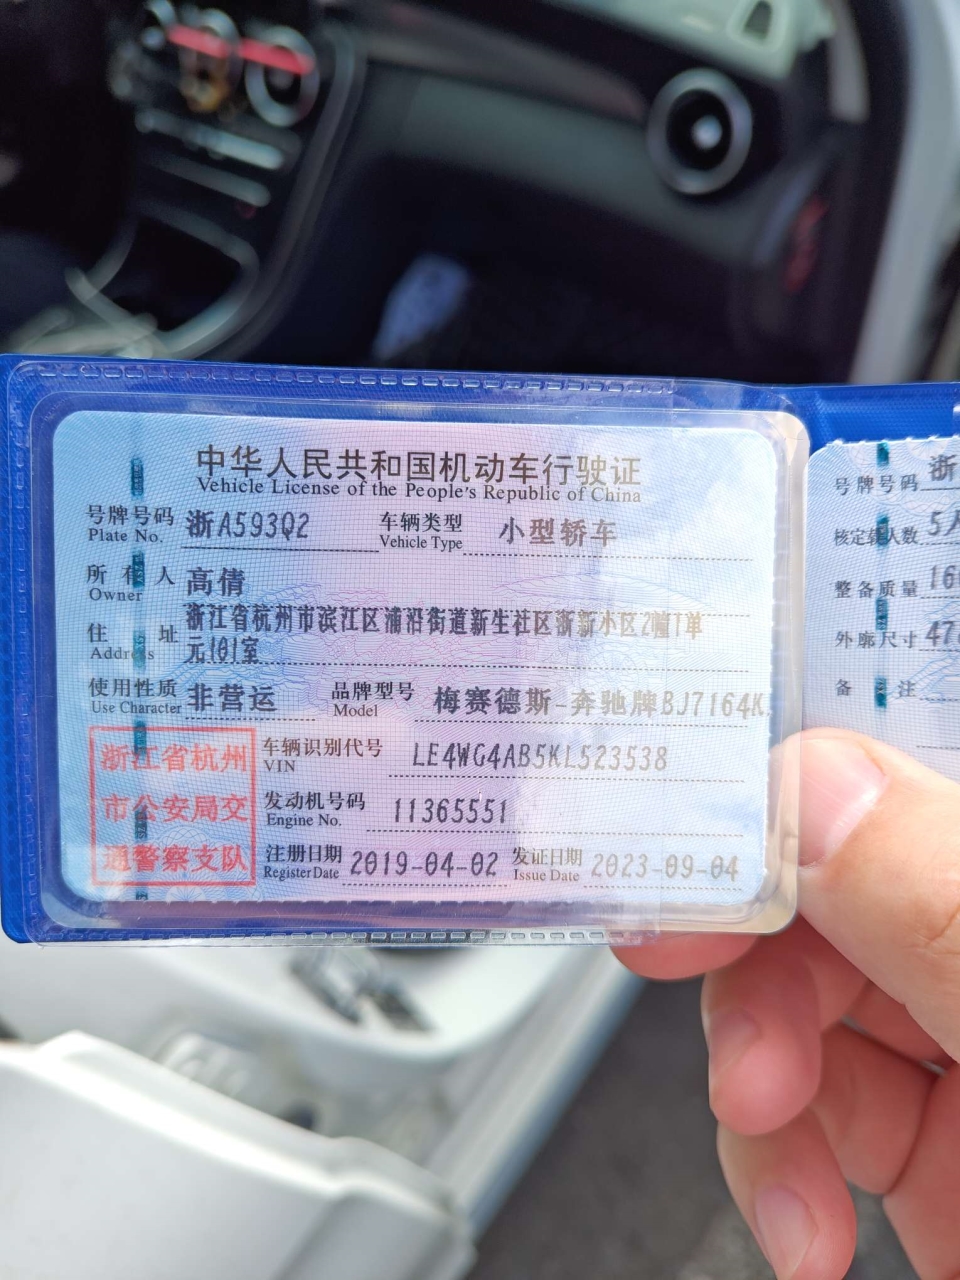 中华人民共和国机动车行驶证
Vehicle License of the People's Republic of China
号牌号码 浙A593Q2 车辆类型 小型轿车
Plate No. Vehicle Type
所有人 高倩
Owner
浙江省杭州市滨江区浦沿街道新生社区浙新小区2幢1单
住址 元101室
Address
使用性质 非营运 品牌型号 梅赛德斯-奔驰牌BJ7164K
Use Character Model
浙江省杭州
市公安局交
通警察支队
车辆识别代号 LE4WG4AB5KL523538
VIN
发动机号码 11365551
Engine No.
注册日期 2019-04-02 发证日期 2023-09-04
Register Date Issue Date
号牌号码 浙
核定载人数 5人
整备质量 16
外廓尺寸 47
备注